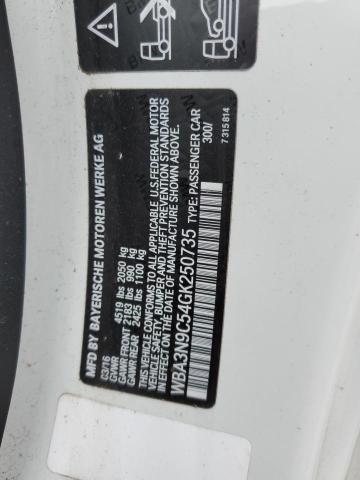 MFD BY BAYERISCHE MOTOREN WERKE AG
03/16
GVWR 4519 lbs 2050 kg
GAWR FRONT 2183 lbs 990 kg
GAWR REAR 2425 lbs 1100 kg
THIS VEHICLE CONFORMS TO ALL APPLICABLE U.S. FEDERAL MOTOR
VEHICLE SAFETY, BUMPER AND THEFT PREVENTION STANDARDS
IN EFFECT ON THE DATE OF MANUFACTURE SHOWN ABOVE.
WBA3N9C54GK250735 TYPE: PASSENGER CAR
300/
7 315 814